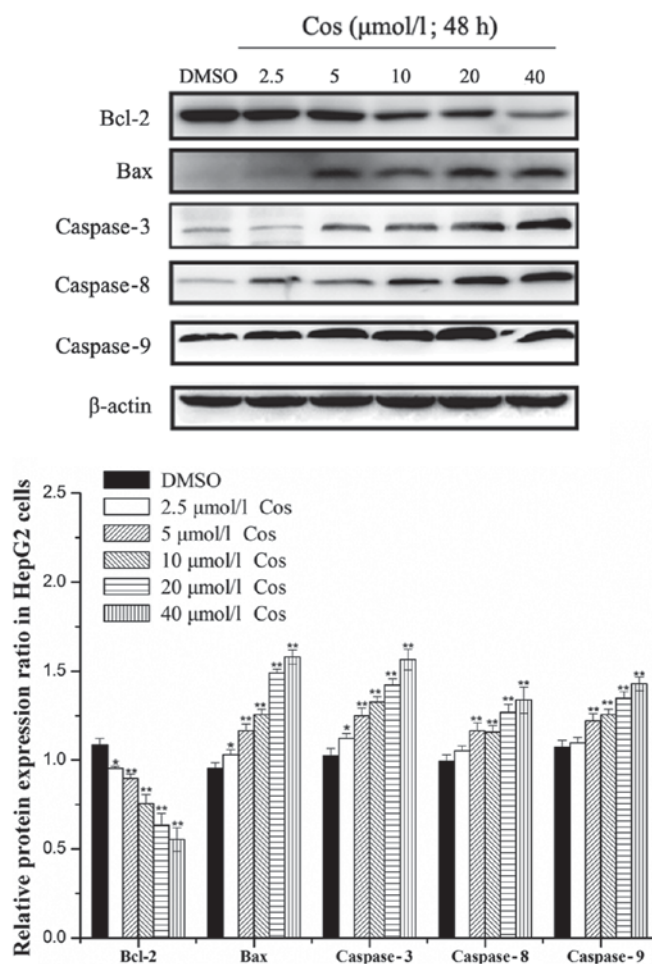 Cos (μmol/l; 48 h)
DMSO 2.5 5 10 20 40
Bcl-2
Bax
Caspase-3
Caspase-8
Caspase-9
β-actin
DMSO
2.5 μmol/l Cos
5 μmol/l Cos
10 μmol/l Cos
20 μmol/l Cos
40 μmol/l Cos
Relative protein expression ratio in HepG2 cells
2.5
2.0
1.5
1.0
0.5
0.0
* ** ** ** **
* ** ** ** **
* ** ** ** **
** ** ** **
** ** ** **
Bcl-2 Bax Caspase-3 Caspase-8 Caspase-9